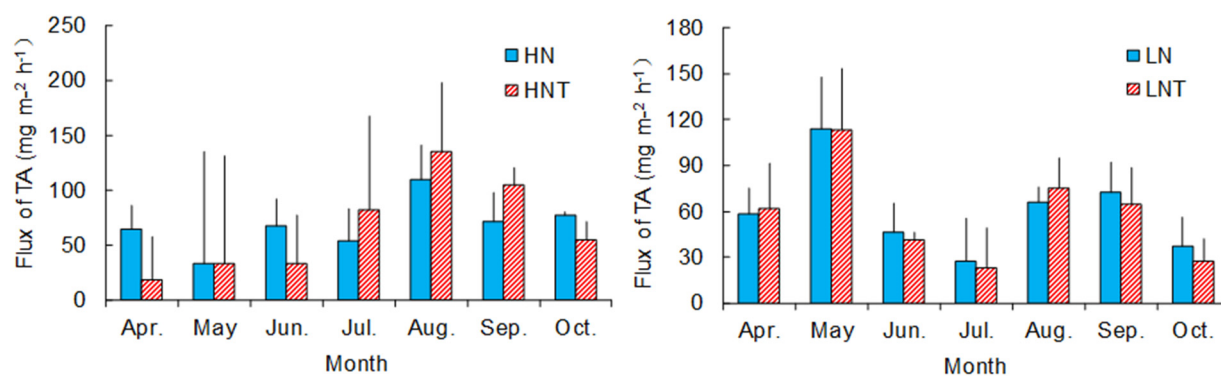 250
200
150
100
50
0
Flux of TA (mg m-² h-¹)
HN
HNT
Apr. May Jun. Jul. Aug. Sep. Oct.
Month
180
150
120
90
60
30
0
Flux of TA (mg m-² h-¹)
LN
LNT
Apr. May Jun. Jul. Aug. Sep. Oct.
Month